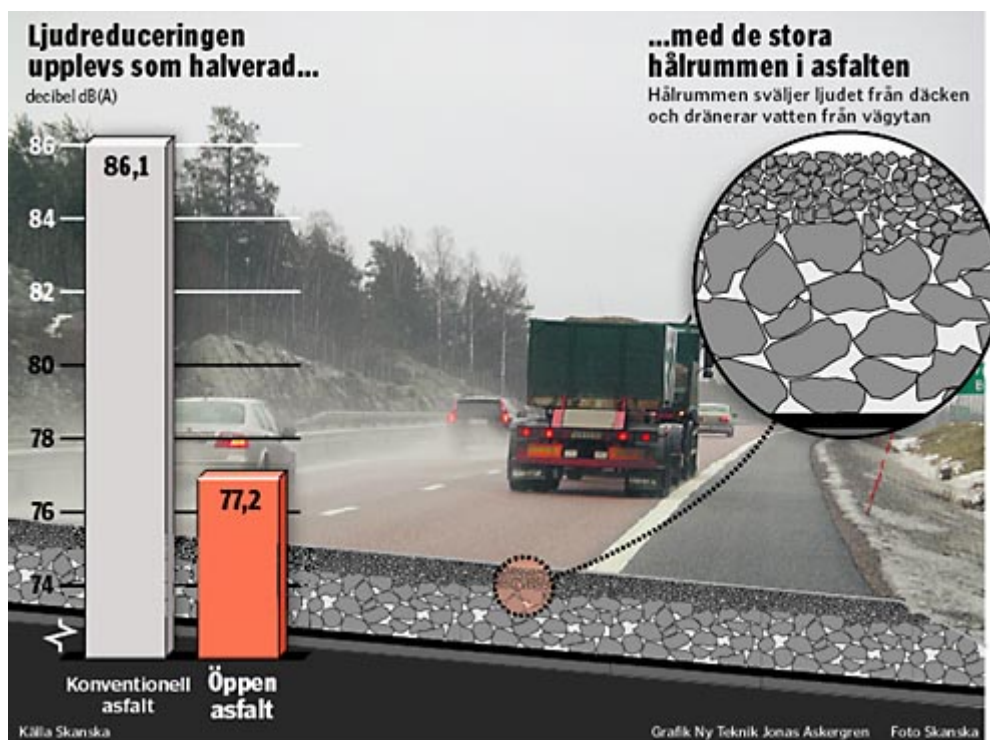 Ljudreduceringen
upplevs som halverad...
decibel dB(A)
86
84
82
80
78
76
74
86,1
77,2
Konventionell
asfalt
Öppen
asfalt
...med de stora
hålrummen i asfalten
Hålrummen sväljer ljudet från däcken
och dränerar vatten från vägytan
Källa Skanska
Grafik Ny Teknik Jonas Askergren Foto Skanska